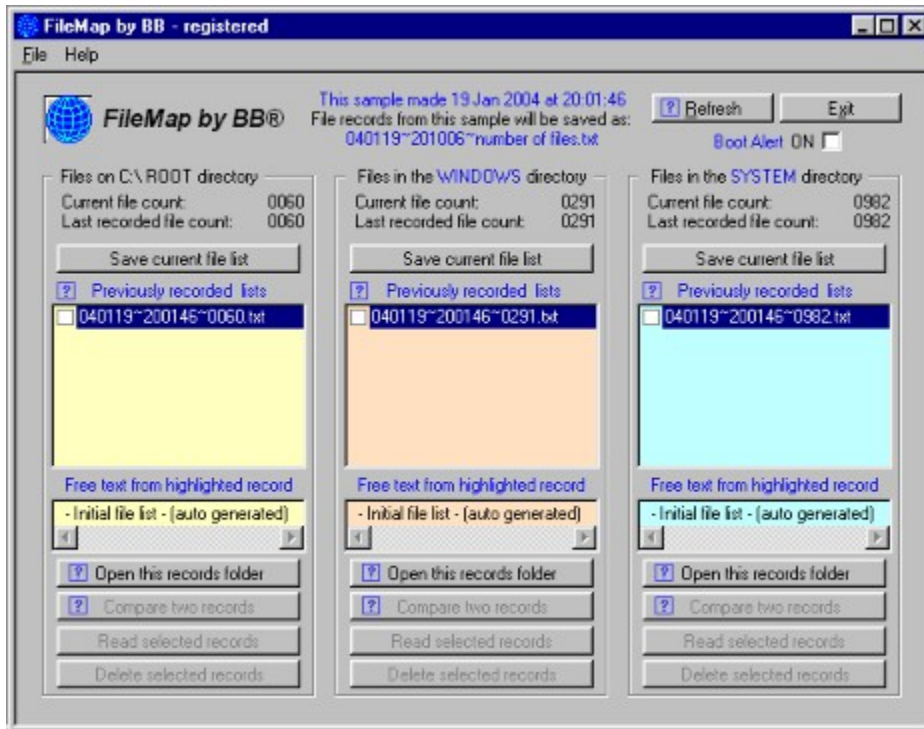 FileMap by BB - registered
File Help
FileMap by BB®
This sample made 19 Jan 2004 at 20:01:46
File records from this sample will be saved as:
040119~201006~number of files.txt
? Refresh
Exit
Boot Alert ON
Files on C:\ ROOT directory
Current file count: 0060
Last recorded file count: 0060
Save current file list
? Previously recorded lists
040119~200146~0060.txt
Free text from highlighted record
- Initial file list - (auto generated)
? Open this records folder
? Compare two records
Read selected records
Delete selected records
Files in the WINDOWS directory
Current file count: 0291
Last recorded file count: 0291
Save current file list
? Previously recorded lists
040119~200146~0291.txt
Free text from highlighted record
- Initial file list - (auto generated)
? Open this records folder
? Compare two records
Read selected records
Delete selected records
Files in the SYSTEM directory
Current file count: 0982
Last recorded file count: 0982
Save current file list
? Previously recorded lists
040119~200146~0982.txt
Free text from highlighted record
- Initial file list - (auto generated)
? Open this records folder
? Compare two records
Read selected records
Delete selected records